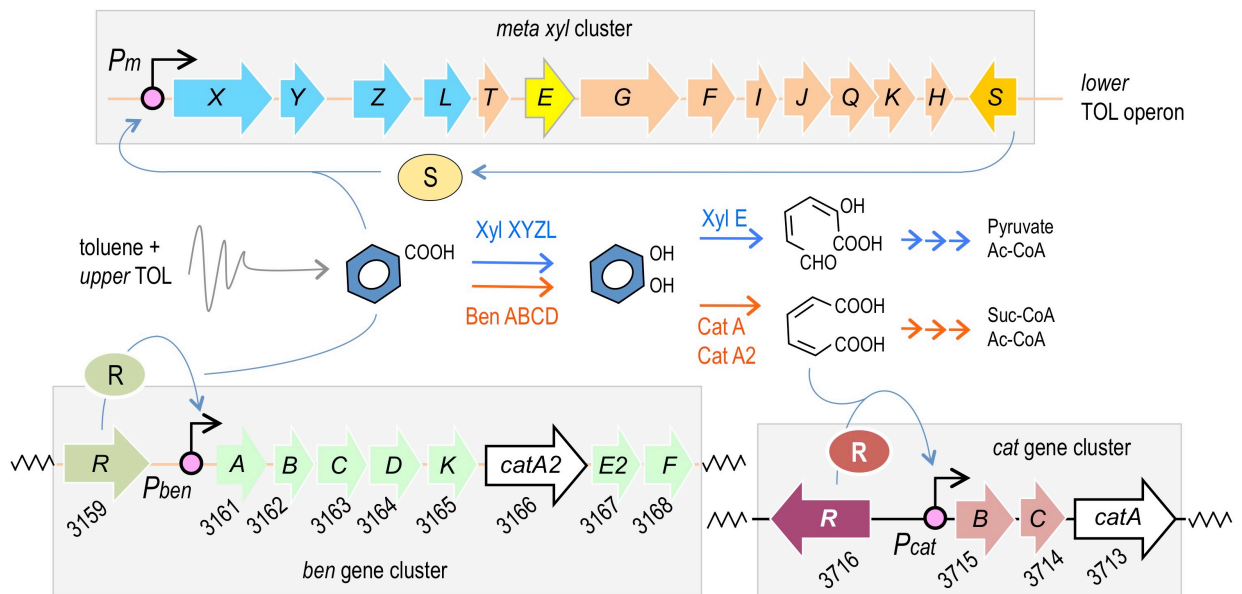 meta xyl cluster
Pm
X Y Z L T E G F I J Q K H S
lower
TOL operon
S
toluene +
upper TOL
COOH
Xyl XYZL
Ben ABCD
OH
OH
Xyl E
Cat A
Cat A2
OH
COOH
CHO
COOH
COOH
Pyruvate
Ac-CoA
Suc-CoA
Ac-CoA
R
R
Pben
A B C D K catA2 E2 F
3159 3161 3162 3163 3164 3165 3166 3167 3168
ben gene cluster
cat gene cluster
R
R
Pcat
B C catA
3716 3715 3714 3713